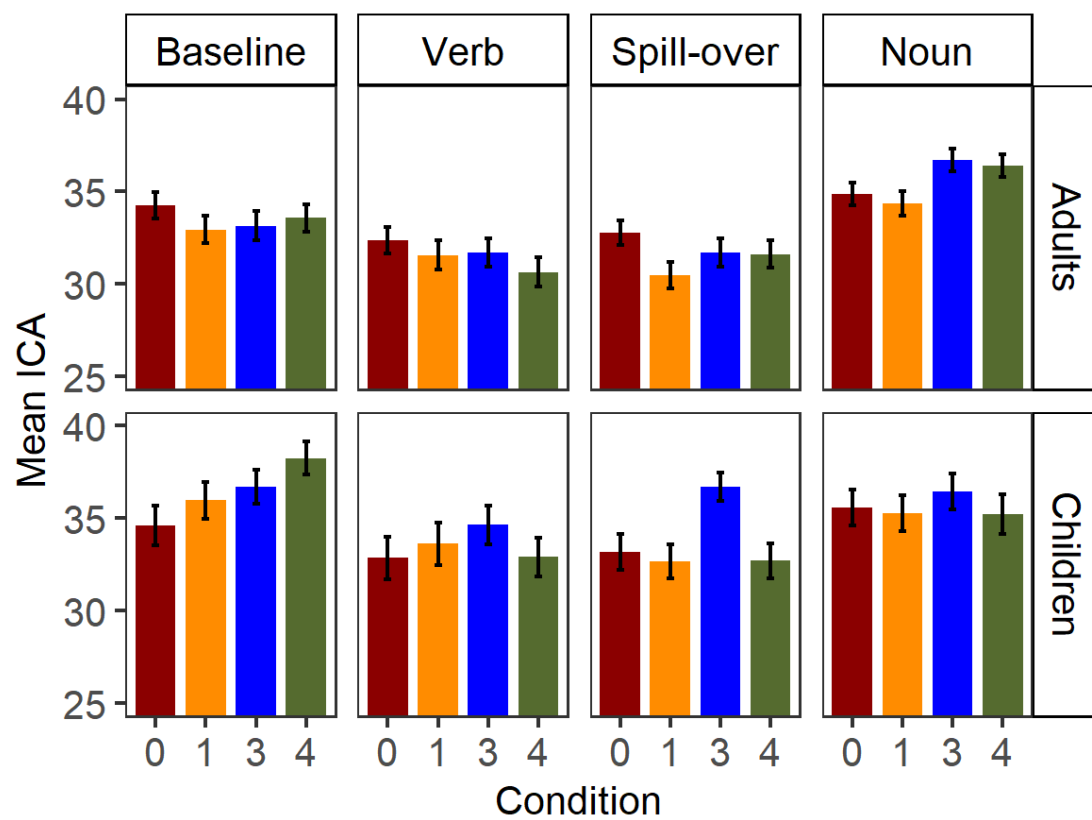 Baseline Verb Spill-over Noun
40
35
30
25
Adults
40
35
30
25
Children
Mean ICA
0 1 3 4 0 1 3 4 0 1 3 4 0 1 3 4
Condition